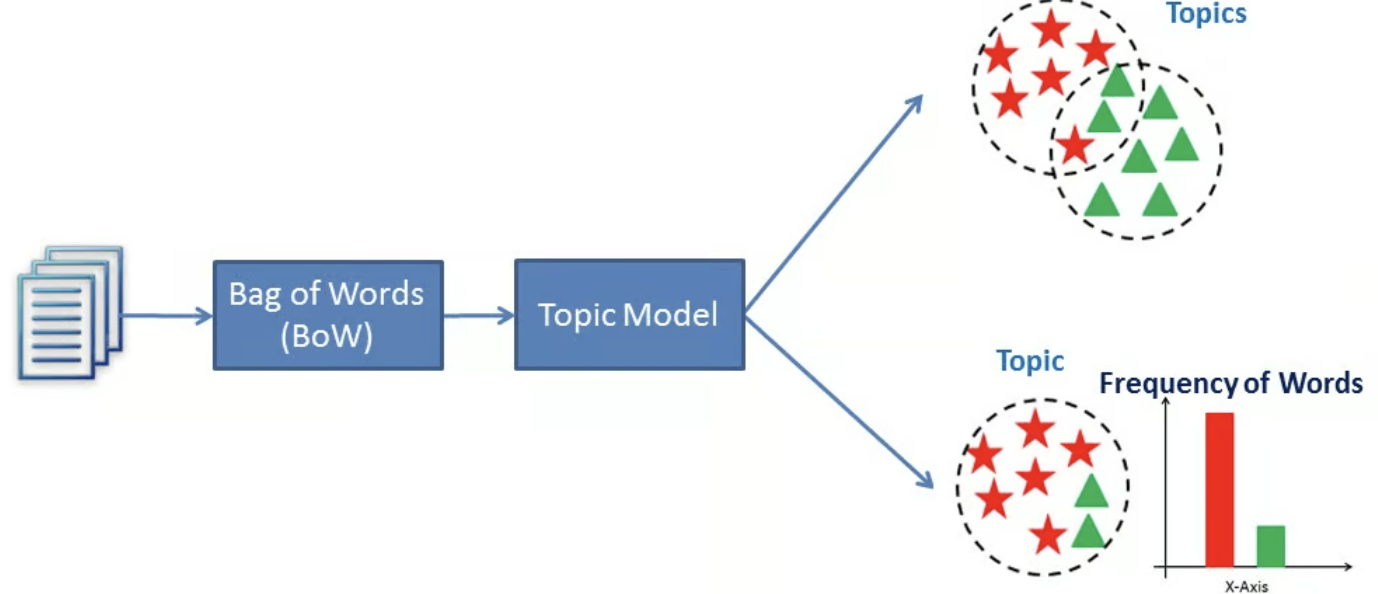 Topics
Bag of Words
(BoW)
Topic Model
Topic
Frequency of Words
X-Axis